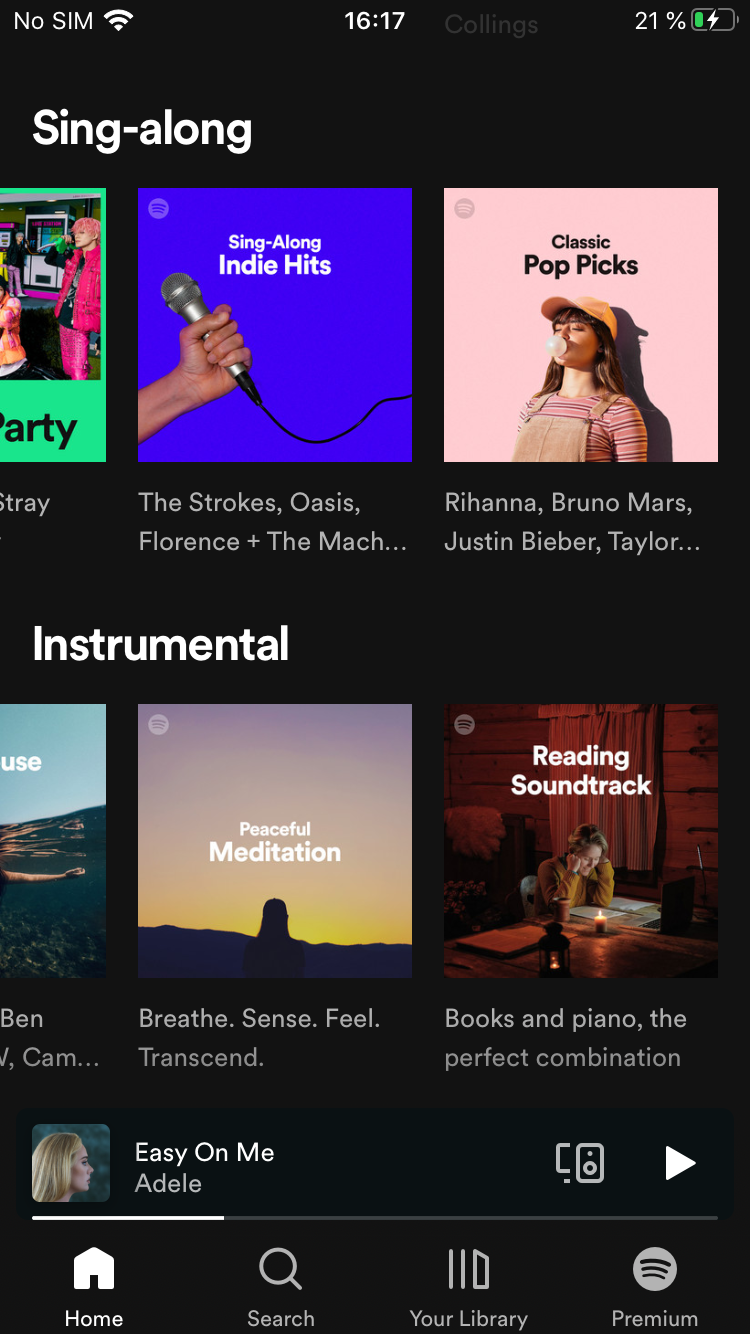 No SIM 16:17 21 %
Collings
Sing-along
Party
Sing-Along
Indie Hits
Classic
Pop Picks
Stray
The Strokes, Oasis,
Florence + The Mach...
Rihanna, Bruno Mars,
Justin Bieber, Taylor...
Instrumental
use
Peaceful
Meditation
Reading
Soundtrack
Ben
, Cam...
Breathe. Sense. Feel.
Transcend.
Books and piano, the
perfect combination
Easy On Me
Adele
Home Search Your Library Premium